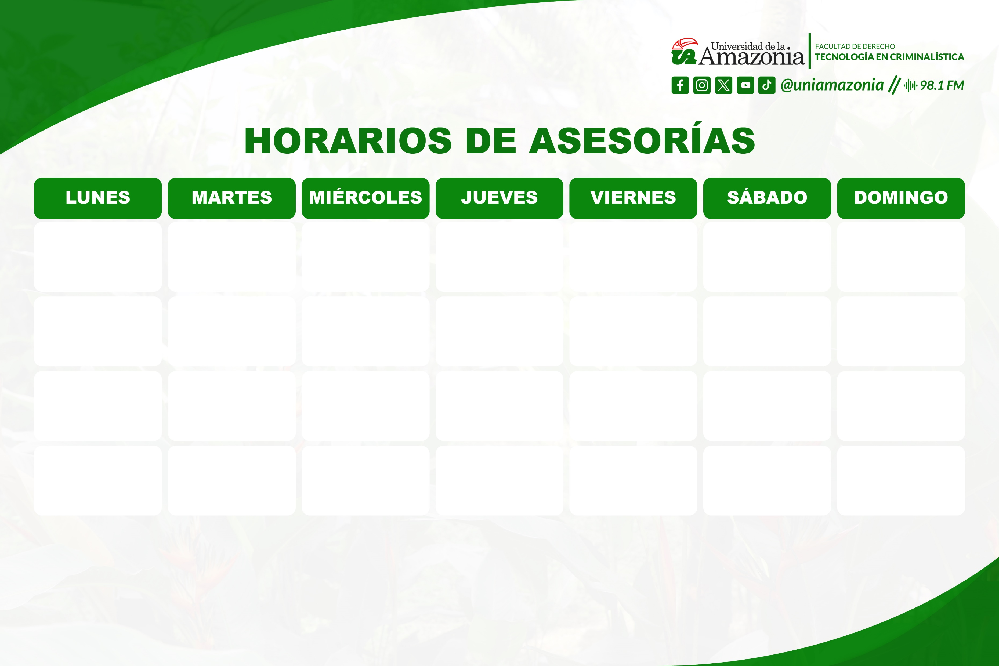 Universidad de la
Amazonia
FACULTAD DE DERECHO
TECNOLOGÍA EN CRIMINALÍSTICA
@uniamazonia // 98.1 FM
HORARIOS DE ASESORÍAS
LUNES MARTES MIÉRCOLES JUEVES VIERNES SÁBADO DOMINGO